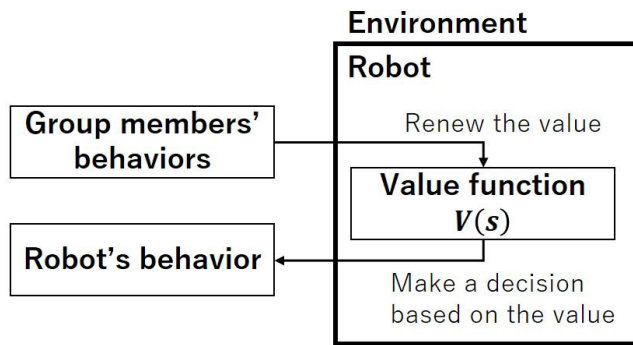 Environment
Robot
Group members’
behaviors
Renew the value
Value function
V(s)
Robot’s behavior
Make a decision
based on the value